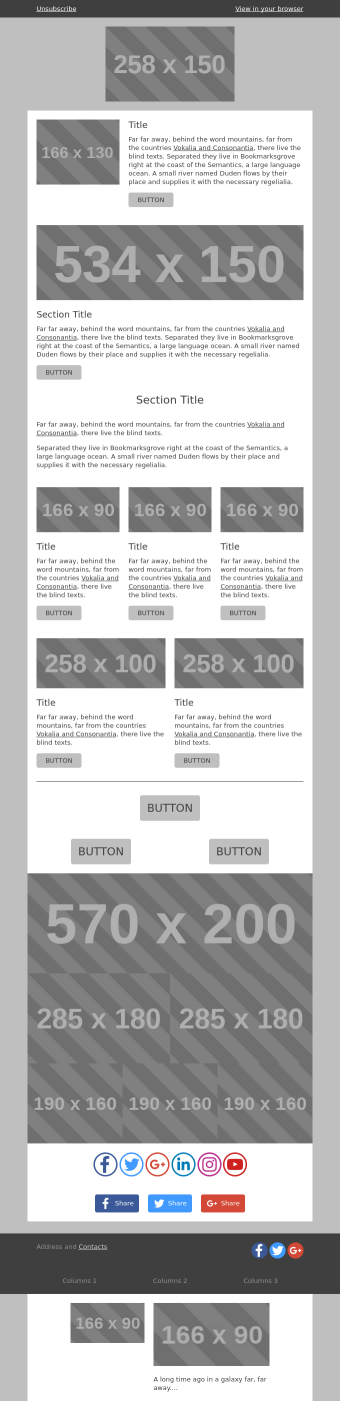 Unsubscribe
View in your browser
258 x 150
166 x 130
Title
Far far away, behind the word mountains, far from
the countries Vokalia and Consonantia, there live the
blind texts. Separated they live in Bookmarksgrove
right at the coast of the Semantics, a large language
ocean. A small river named Duden flows by their
place and supplies it with the necessary regelialia.
BUTTON
534 x 150
Section Title
Far far away, behind the word mountains, far from the countries Vokalia and
Consonantia, there live the blind texts. Separated they live in Bookmarksgrove
right at the coast of the Semantics, a large language ocean. A small river named
Duden flows by their place and supplies it with the necessary regelialia.
BUTTON
Section Title
Far far away, behind the word mountains, far from the countries Vokalia and
Consonantia, there live the blind texts.
Separated they live in Bookmarksgrove right at the coast of the Semantics, a
large language ocean. A small river named Duden flows by their place and
supplies it with the necessary regelialia.
166 x 90
Title
Far far away, behind the
word mountains, far from
the countries Vokalia and
Consonantia, there live
the blind texts.
BUTTON
166 x 90
Title
Far far away, behind the
word mountains, far from
the countries Vokalia and
Consonantia, there live
the blind texts.
BUTTON
166 x 90
Title
Far far away, behind the
word mountains, far from
the countries Vokalia and
Consonantia, there live
the blind texts.
BUTTON
258 x 100
Title
Far far away, behind the word
mountains, far from the countries
Vokalia and Consonantia, there live the
blind texts.
BUTTON
258 x 100
Title
Far far away, behind the word
mountains, far from the countries
Vokalia and Consonantia, there live the
blind texts.
BUTTON
BUTTON
BUTTON
BUTTON
570 x 200
285 x 180
285 x 180
190 x 160
190 x 160
190 x 160
Share
Share
Share
Address and Contacts
Columns 1
Columns 2
Columns 3
166 x 90
166 x 90
A long time ago in a galaxy far, far
away....